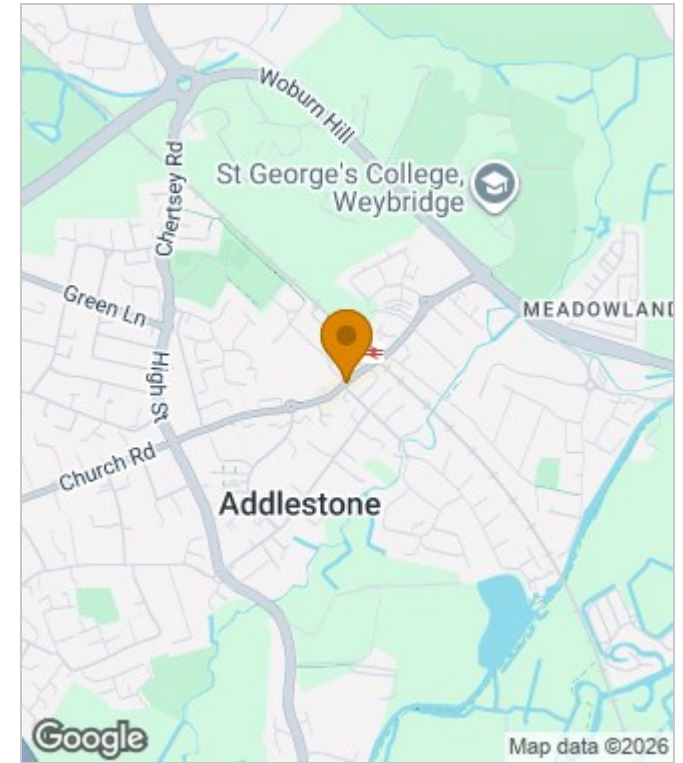 Woburn Hill
St George's College,
Weybridge
Chertsey Rd
Green Ln
MEADOWLAND
High St
Church Rd
Addlestone
Google
Map data ©2026